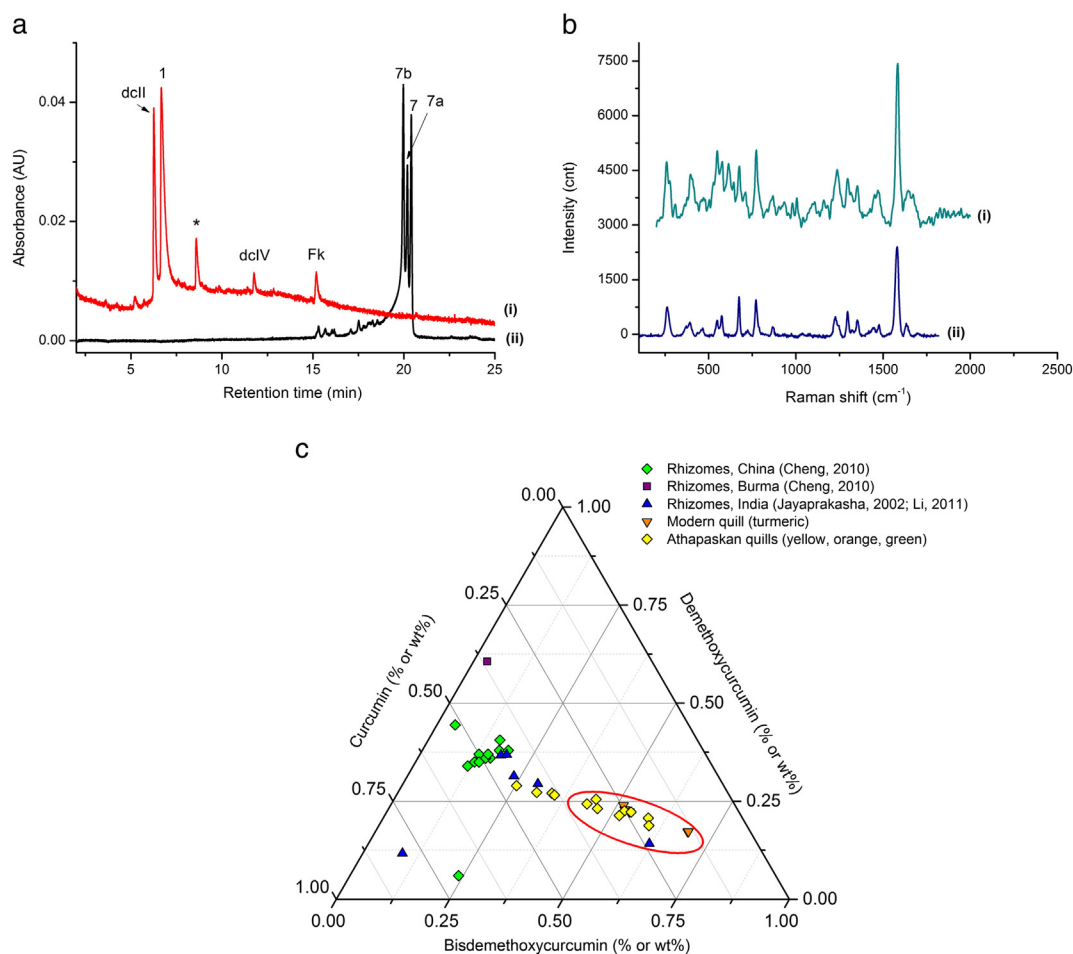 a
0.04
0.02
0.00
Absorbance (AU)
dcII
1
*
dcIV
Fk
7b
7
7a
(i)
(ii)
5
10
15
20
25
Retention time (min)
b
7500
6000
4500
3000
1500
0
Intensity (cnt)
(i)
(ii)
500
1000
1500
2000
2500
Raman shift (cm⁻¹)
c
Rhizomes, China (Cheng, 2010)
Rhizomes, Burma (Cheng, 2010)
Rhizomes, India (Jayaprakasha, 2002; Li, 2011)
Modern quill (turmeric)
Athapaskan quills (yellow, orange, green)
0.00
0.25
0.50
0.75
1.00
Curcumin (% or wt%)
1.00
0.75
0.50
0.25
0.00
Demethoxycurcumin (% or wt%)
0.00
0.25
0.50
0.75
1.00
Bisdemethoxycurcumin (% or wt%)